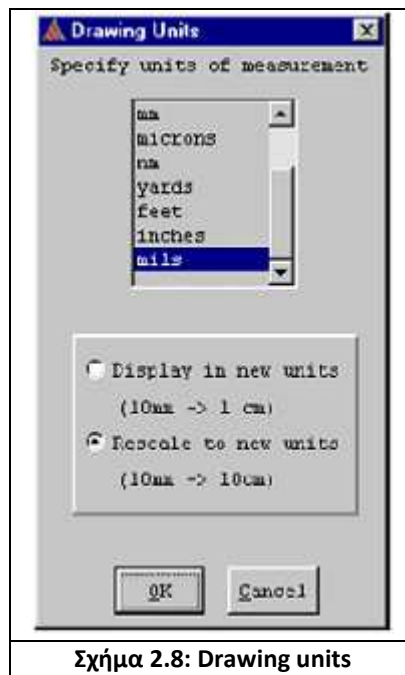 Drawing Units
Specify units of measurement
mm
microns
nm
yards
feet
inches
mils
Display in new units
(10mm -> 1 cm)
Rescale to new units
(10mm -> 10cm)
OK
Cancel
Σχήμα 2.8: Drawing units